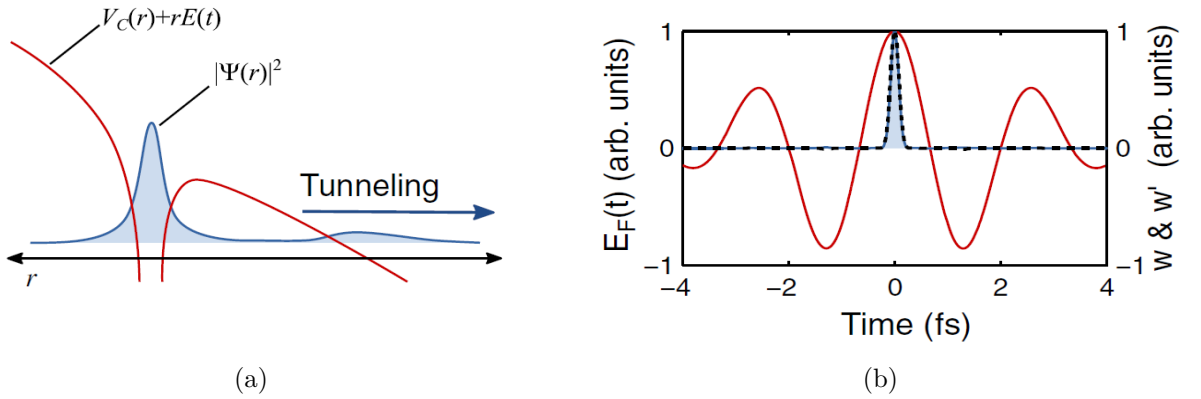 V_C(r)+rE(t)
|Ψ(r)|²
Tunneling
r
(a)
E_F(t) (arb. units)
1
0
−1
−4
−2
0
2
4
Time (fs)
1
0
−1
w & w' (arb. units)
(b)